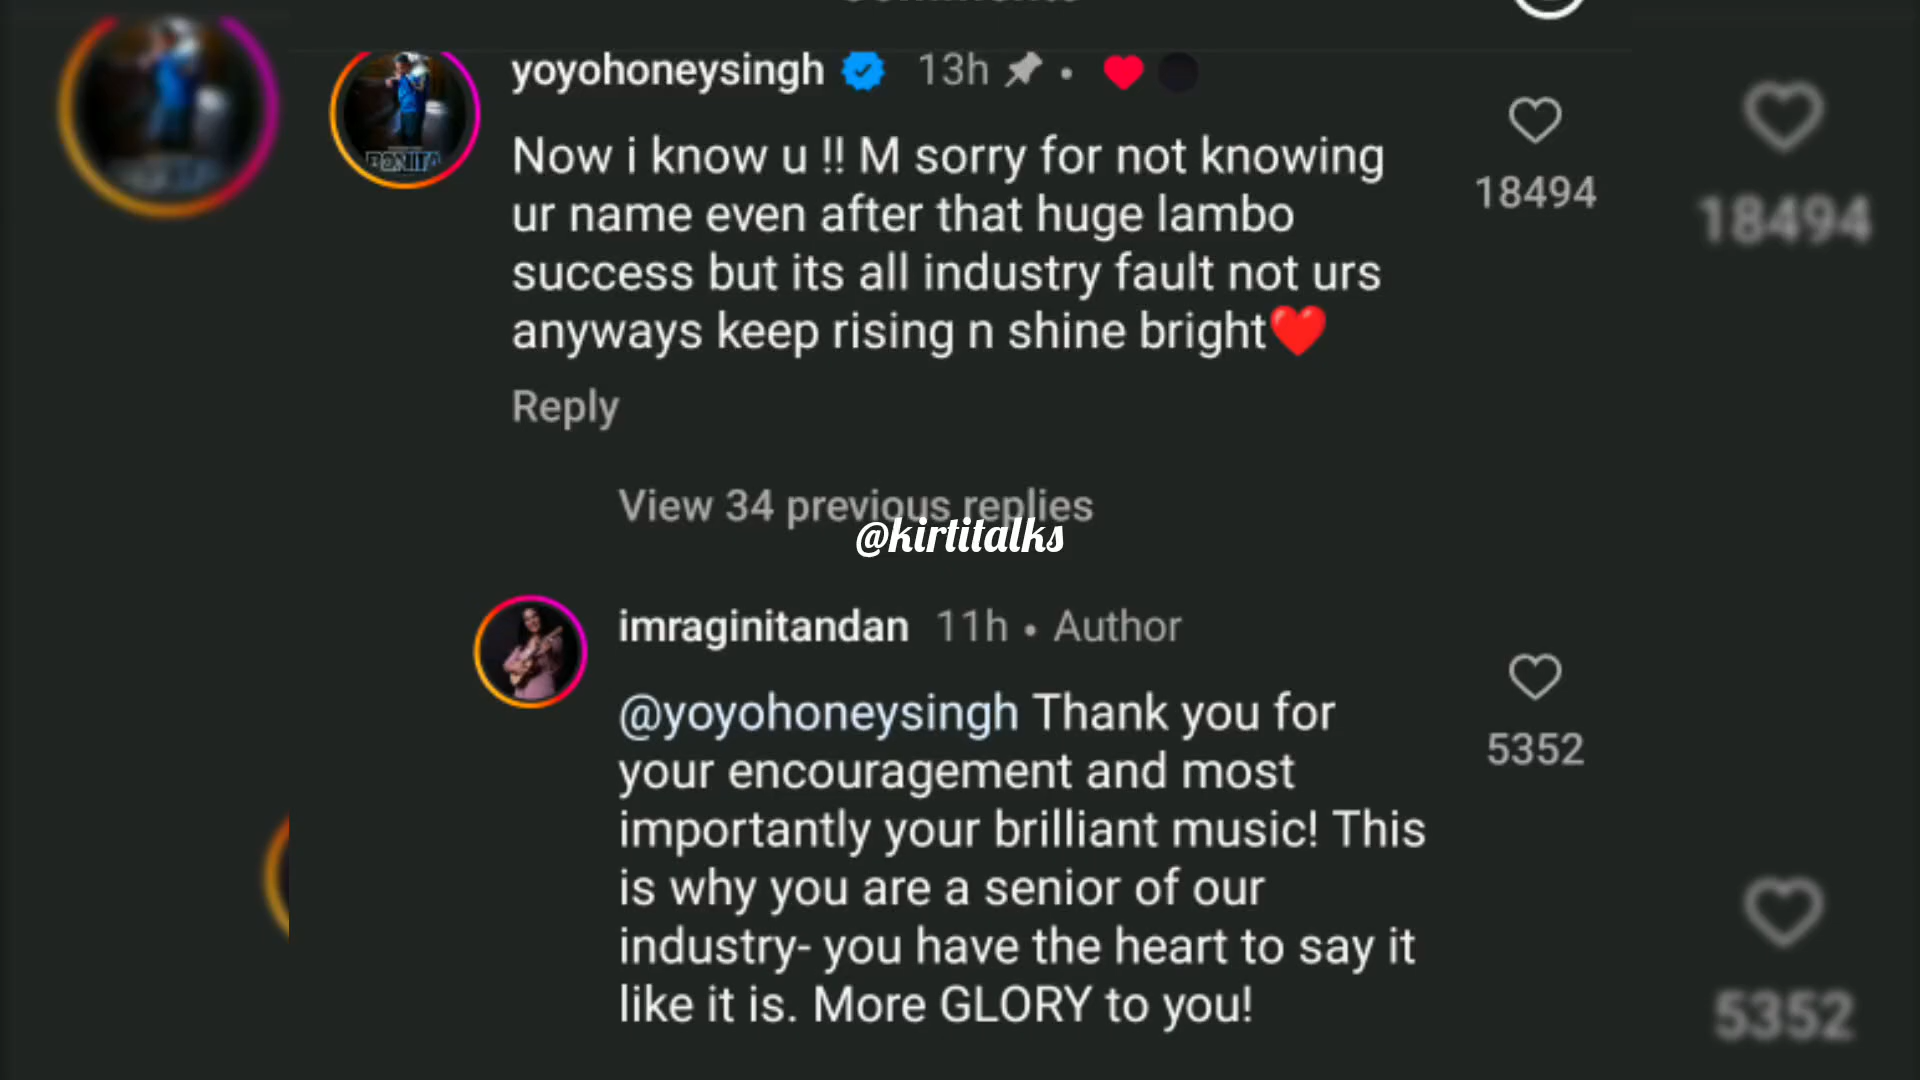 yoyohoneysingh 13h
Now i know u !! M sorry for not knowing
ur name even after that huge lambo
success but its all industry fault not urs
anyways keep rising n shine bright❤️
18494
18494
Reply
View 34 previous replies
@kirtitalks
imraginitandan 11h • Author
@yoyohoneysingh Thank you for
your encouragement and most
importantly your brilliant music! This
is why you are a senior of our
industry- you have the heart to say it
like it is. More GLORY to you!
5352
5352
BONITA